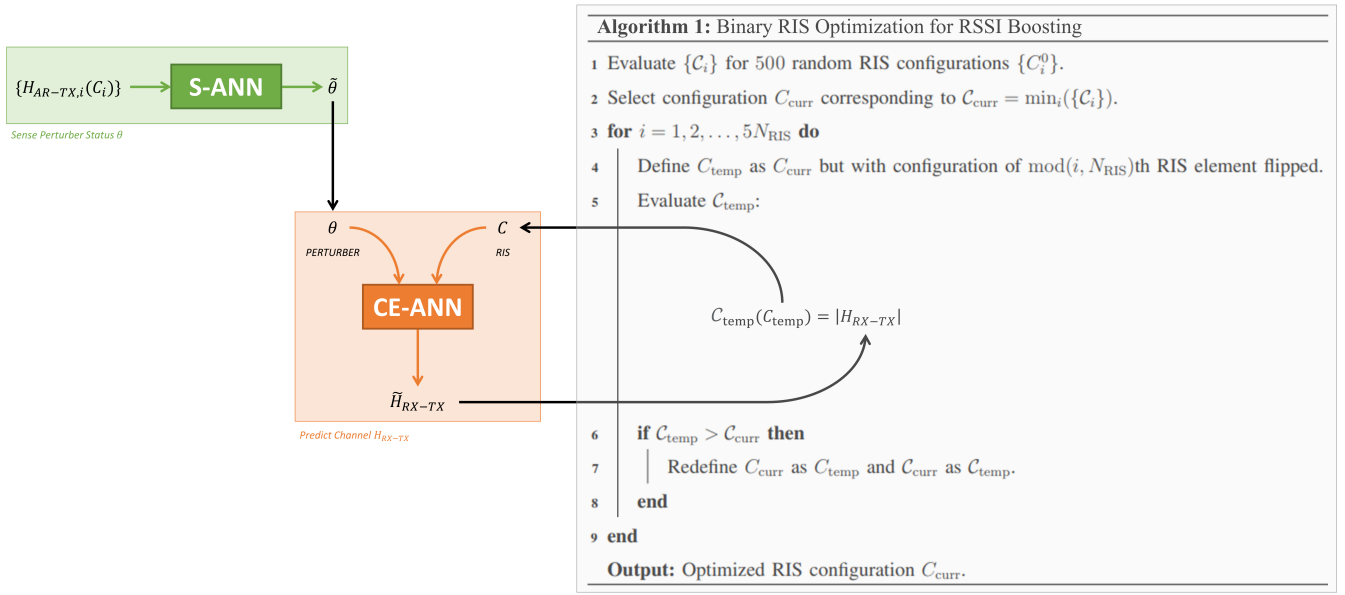 {H_{AR−TX,i}(C_i)}
S-ANN
θ̃
Sense Perturber Status θ
θ
C
PERTURBER
RIS
CE-ANN
H̃_{RX−TX}
Predict Channel H_{RX−TX}
Algorithm 1: Binary RIS Optimization for RSSI Boosting
1 Evaluate {𝒞_i} for 500 random RIS configurations {C_i^0}.
2 Select configuration C_curr corresponding to 𝒞_curr = min_i({𝒞_i}).
3 for i = 1, 2, . . . , 5N_RIS do
4 Define C_temp as C_curr but with configuration of mod(i, N_RIS)th RIS element flipped.
5 Evaluate 𝒞_temp:
𝒞_temp(C_temp) = |H_{RX−TX}|
6 if 𝒞_temp > 𝒞_curr then
7 Redefine C_curr as C_temp and 𝒞_curr as 𝒞_temp.
8 end
9 end
Output: Optimized RIS configuration C_curr.